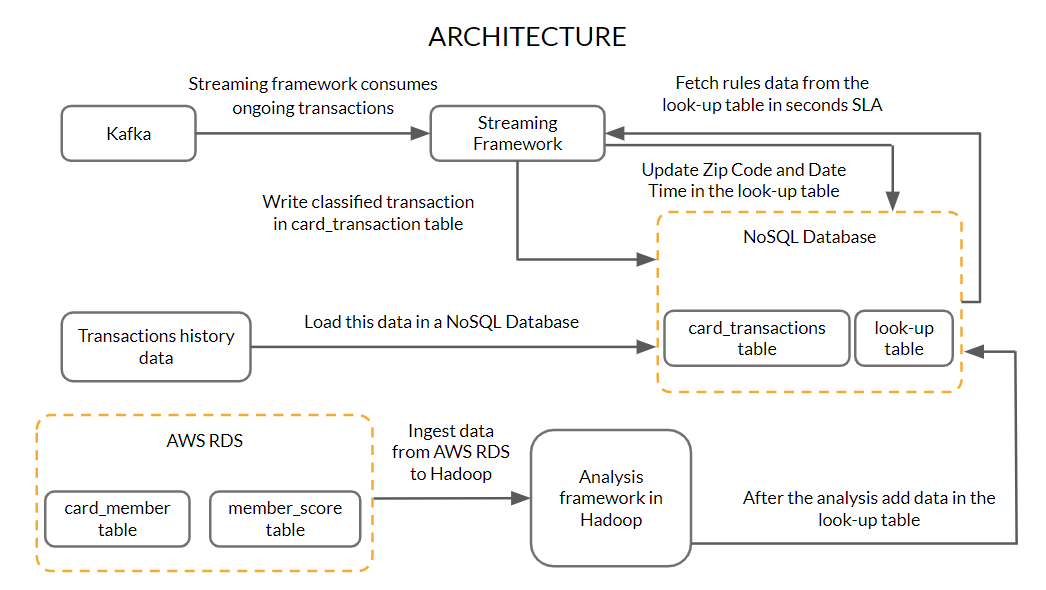 ARCHITECTURE
Streaming framework consumes
ongoing transactions
Fetch rules data from the
look-up table in seconds SLA
Kafka
Streaming
Framework
Update Zip Code and Date
Time in the look-up table
Write classified transaction
in card_transaction table
NoSQL Database
Transactions history
data
Load this data in a NoSQL Database
card_transactions
table
look-up
table
AWS RDS
card_member
table
member_score
table
Ingest data
from AWS RDS
to Hadoop
Analysis
framework in
Hadoop
After the analysis add data in the
look-up table